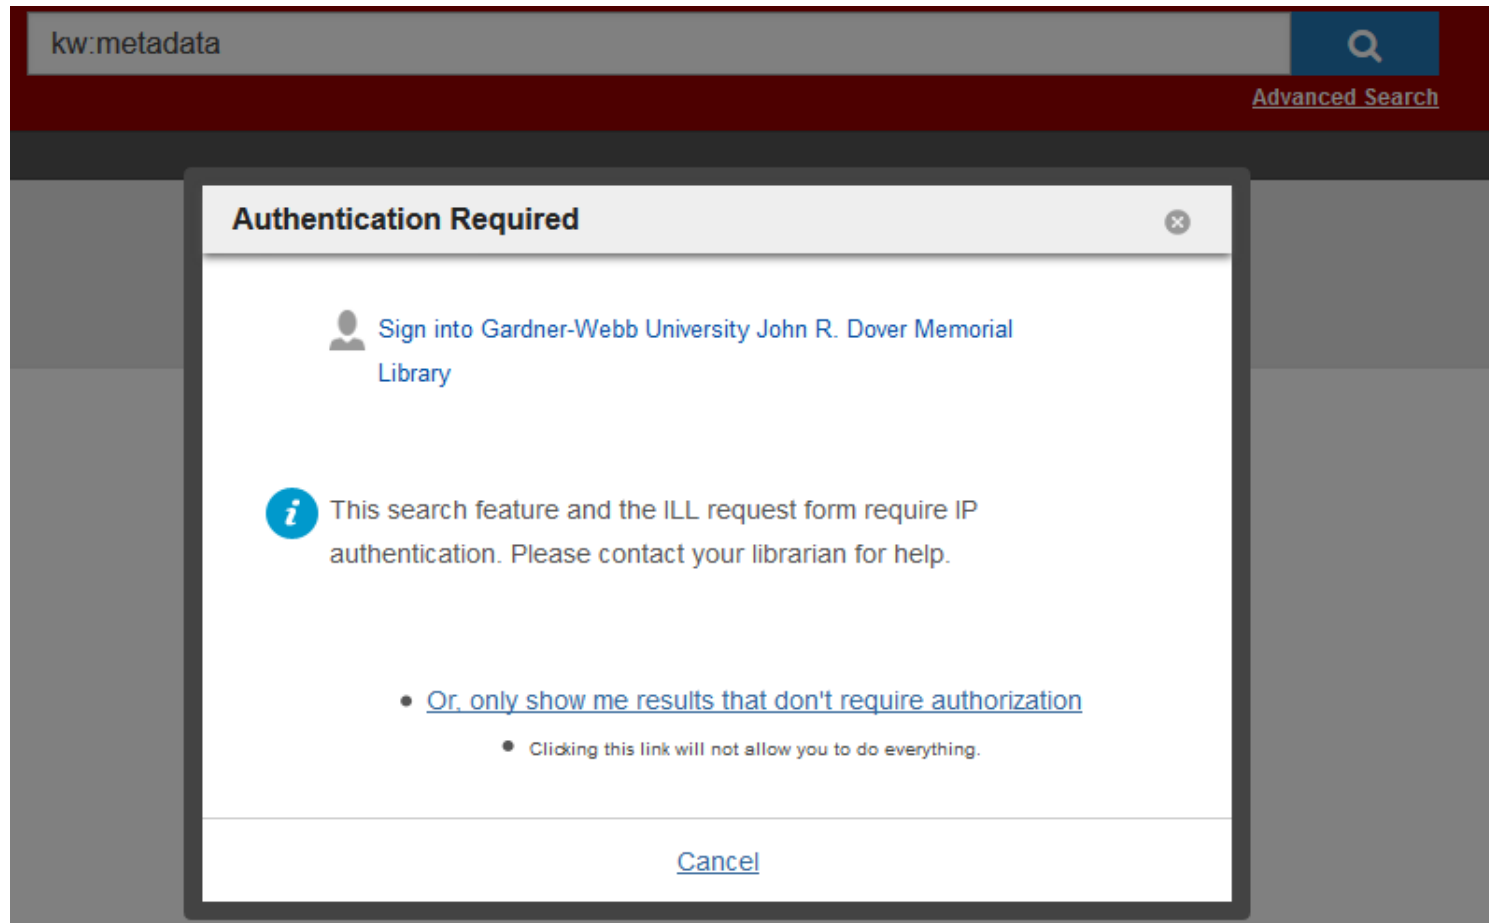 kw:metadata
Advanced Search
Authentication Required
Sign into Gardner-Webb University John R. Dover Memorial
Library
This search feature and the ILL request form require IP
authentication. Please contact your librarian for help.
Or, only show me results that don't require authorization
Clicking this link will not allow you to do everything.
Cancel